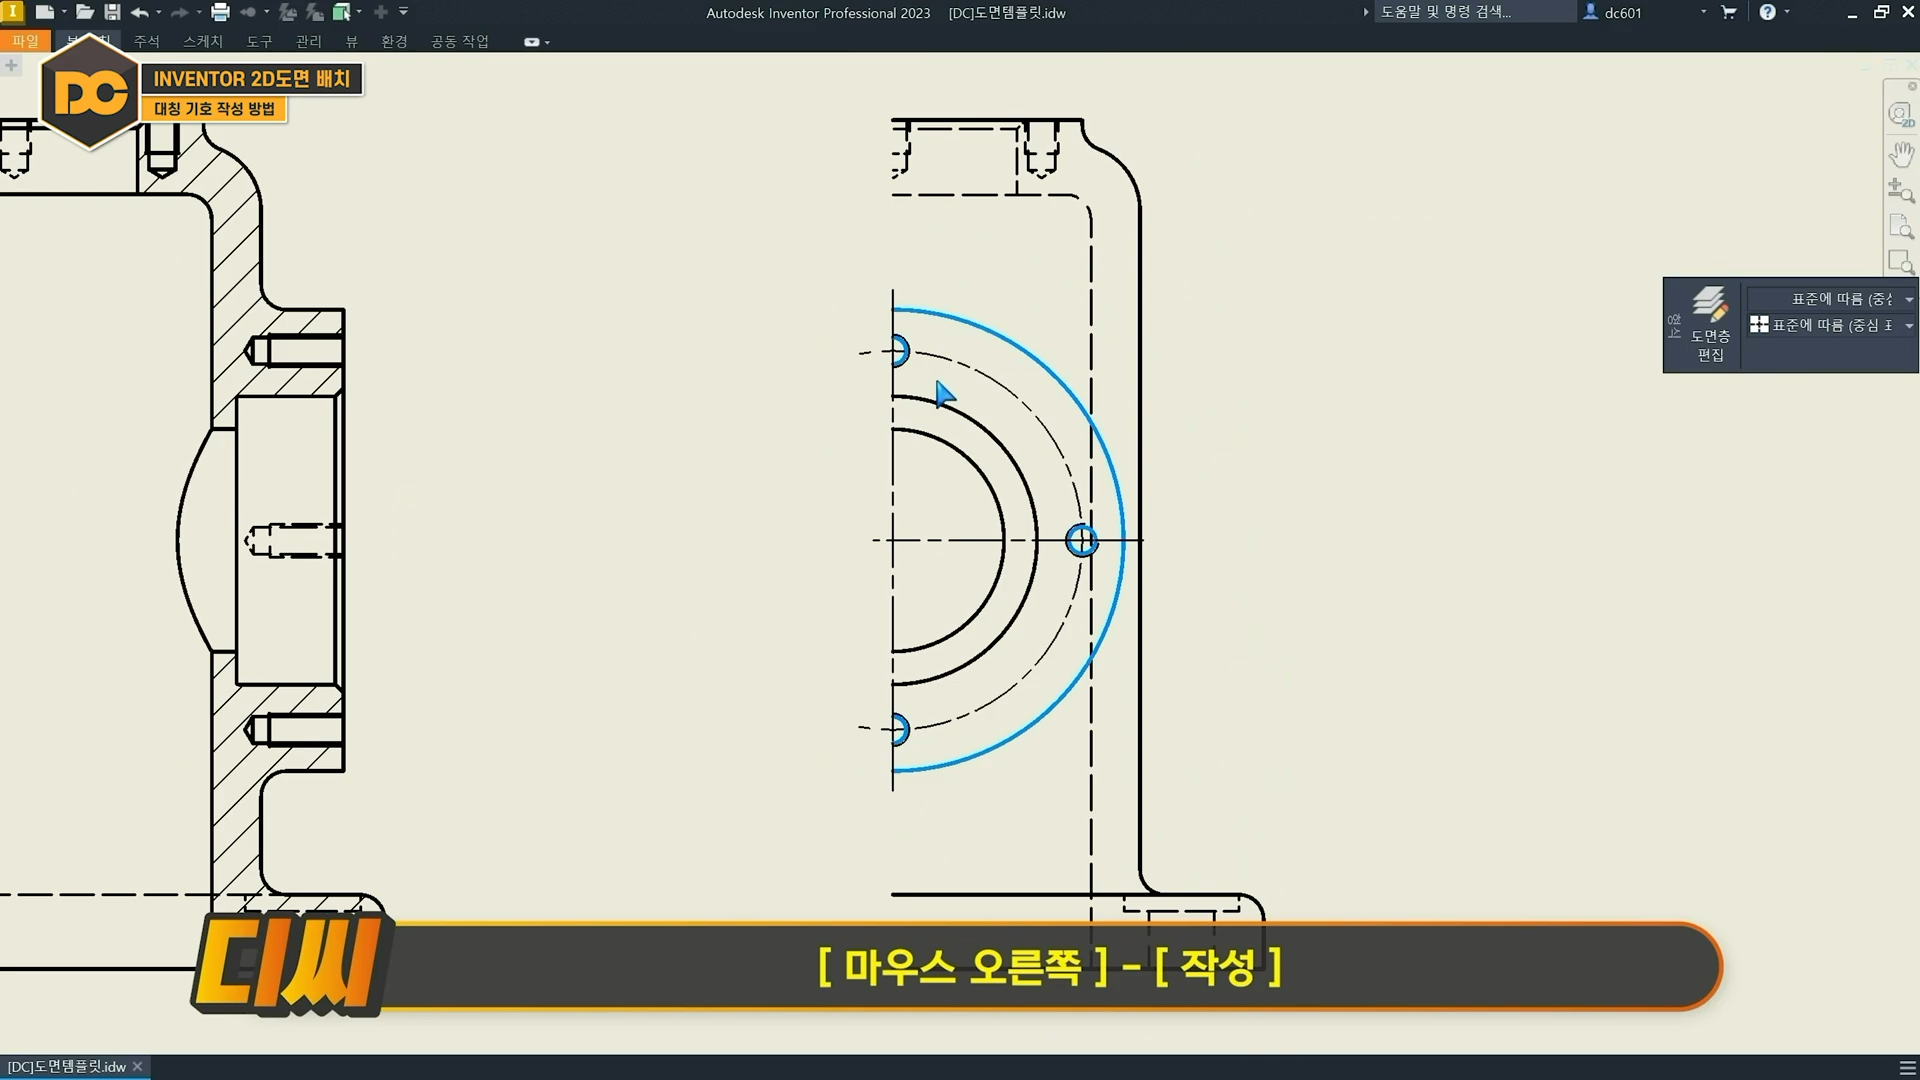 Autodesk Inventor Professional 2023 [DC]도면템플릿.idw
도움말 및 명령 검색...
dc601
파일
주석
스케치
도구
관리
뷰
환경
공동 작업
DC
INVENTOR 2D도면 배치
대칭 기호 작성 방법
2D
도면층
편집
표준에 따름 (중심
표준에 따름 (중심 표
디씨
[ 마우스 오른쪽 ] - [ 작성 ]
[DC]도면템플릿.idw